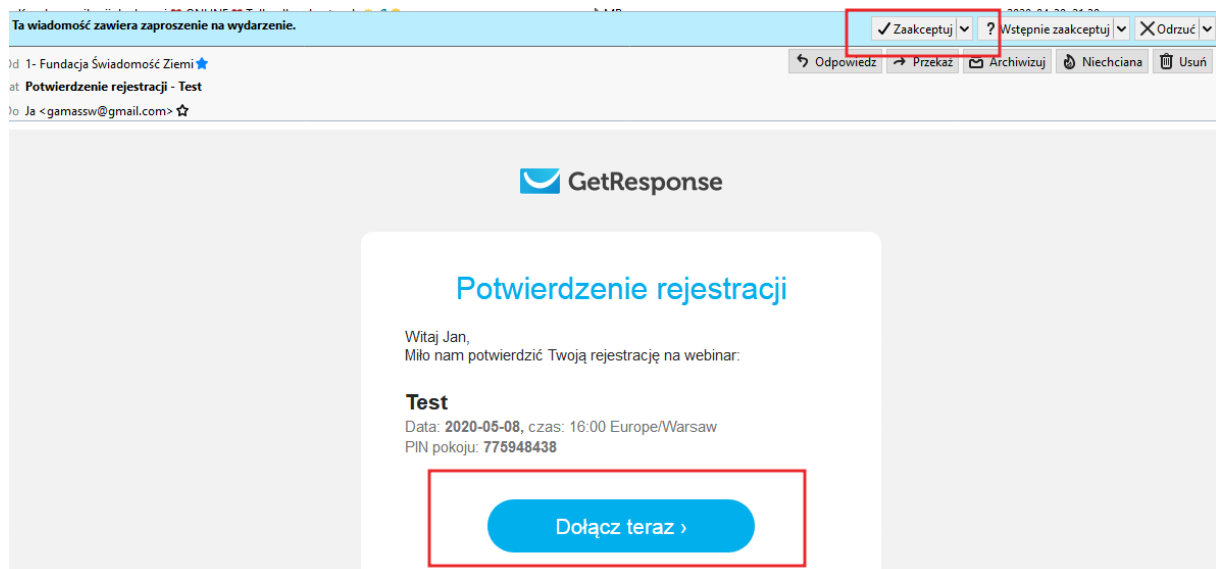 Ta wiadomość zawiera zaproszenie na wydarzenie.
Zaakceptuj ? Wstępnie zaakceptuj Odrzuć
1- Fundacja Świadomość Ziemi
Odpowiedz Przekaż Archiwizuj Niechciana Usuń
at Potwierdzenie rejestracji - Test
Ja <gamassw@gmail.com>
GetResponse
Potwierdzenie rejestracji
Witaj Jan,
Miło nam potwierdzić Twoją rejestrację na webinar:
Test
Data: 2020-05-08, czas: 16:00 Europe/Warsaw
PIN pokoju: 775948438
Dołącz teraz ›